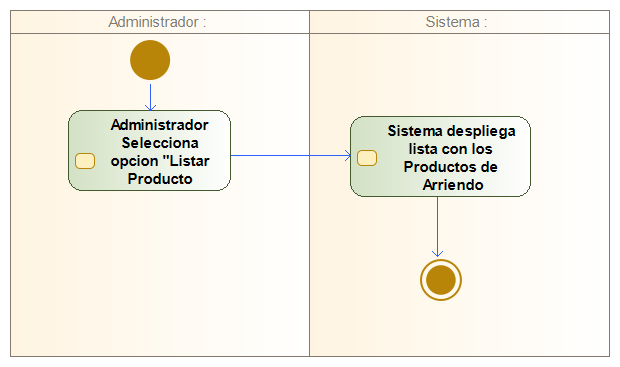 Administrador :
Sistema :
Administrador
Selecciona
opcion "Listar
Producto
Sistema despliega
lista con los
Productos de
Arriendo